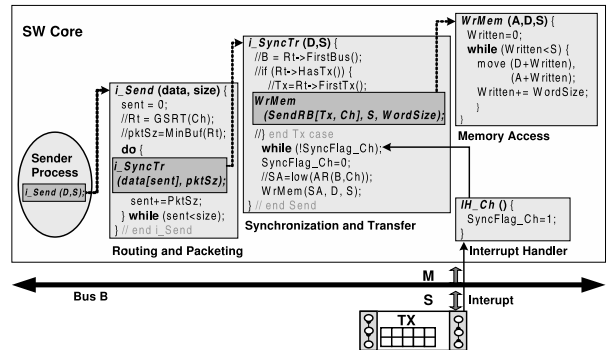 SW Core
Sender
Process
i_Send (D,S);
i_Send (data, size) {
sent = 0;
//Rt = GSRT(Ch);
//pktSz=MinBuf(Rt);
do {
i_SyncTr
(data[sent], pktSz);
sent+=PktSz;
} while (sent<size);
} // end i_Send
Routing and Packeting
i_SyncTr (D,S) {
//B = Rt->FirstBus();
//if (Rt->HasTx()) {
//Tx=Rt->FirstTx();
WrMem
(SendRB[Tx, Ch], S, WordSize);
//} end Tx case
while (!SyncFlag_Ch);
SyncFlag_Ch=0;
//SA=low(AR(B,Ch));
WrMem(SA, D, S);
} // end Send
Synchronization and Transfer
WrMem (A,D,S) {
Written=0;
while (Written<S) {
move (D+Written),
(A+Written);
Written+= WordSize;
}
}
Memory Access
IH_Ch () {
SyncFlag_Ch=1;
}
Interrupt Handler
Bus B
M
S
Interupt
TX